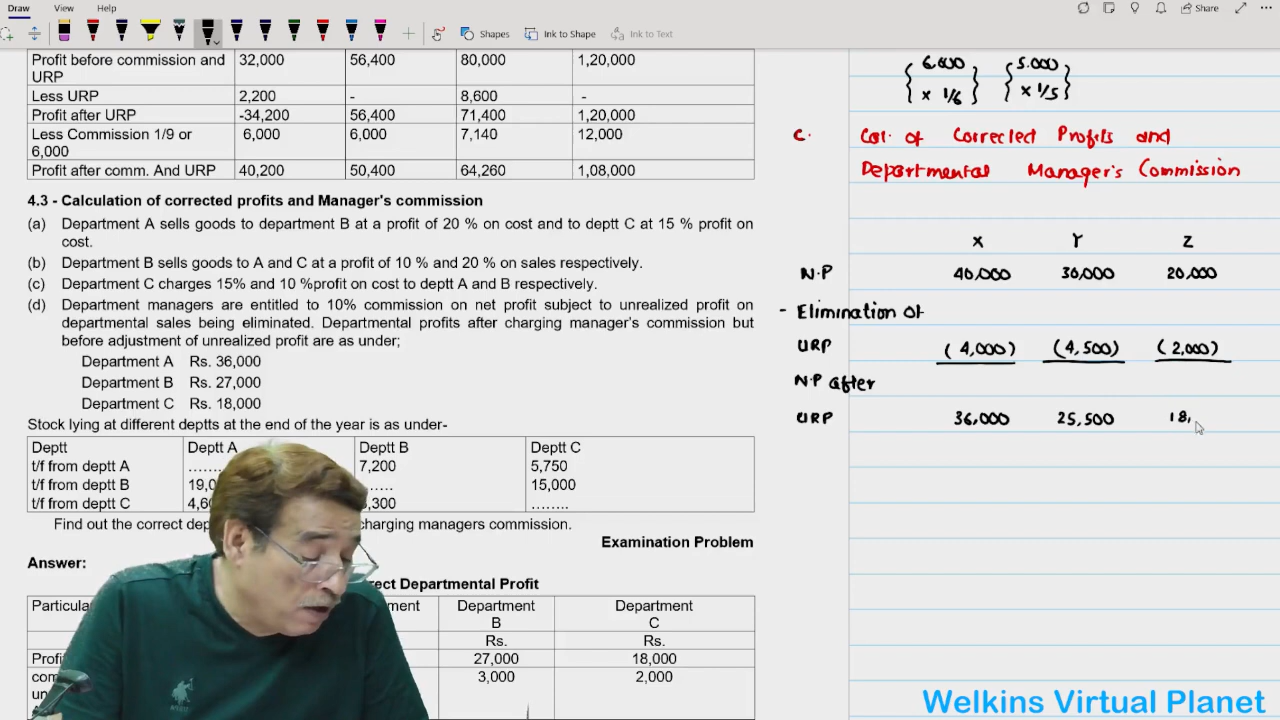 Draw View Help Share
Shapes Ink to Shape Ink to Text
Profit before commission and 32,000 56,400 80,000 1,20,000
URP
Less URP 2,200 - 8,600 -
Profit after URP -34,200 56,400 71,400 1,20,000
Less Commission 1/9 or 6,000 6,000 7,140 12,000
6,000
Profit after comm. And URP 40,200 50,400 64,260 1,08,000
4.3 - Calculation of corrected profits and Manager's commission
(a) Department A sells goods to department B at a profit of 20 % on cost and to deptt C at 15 % profit on
cost.
(b) Department B sells goods to A and C at a profit of 10 % and 20 % on sales respectively.
(c) Department C charges 15% and 10 %profit on cost to deptt A and B respectively.
(d) Department managers are entitled to 10% commission on net profit subject to unrealized profit on
departmental sales being eliminated. Departmental profits after charging manager's commission but
before adjustment of unrealized profit are as under;
Department A Rs. 36,000
Department B Rs. 27,000
Department C Rs. 18,000
Stock lying at different deptts at the end of the year is as under-
Deptt Deptt A Deptt B Deptt C
t/f from deptt A ....... 7,200 5,750
t/f from deptt B 19,0 ..... 15,000
t/f from deptt C 4,60 ,300 ........
Find out the correct dep charging managers commission.
Examination Problem
Answer:
rect Departmental Profit
Particula ment Department Department
B C
Rs. Rs.
Profi 27,000 18,000
com 3,000 2,000
un
{ 6,000 × 1/6 } { 5,000 × 1/5 }
C. Cal. of Corrected Profits and
Departmental Manager's Commission
X Y Z
N.P 40,000 30,000 20,000
- Elimination of
URP (4,000) (4,500) (2,000)
N.P after
URP 36,000 25,500 18,
Welkins Virtual Planet